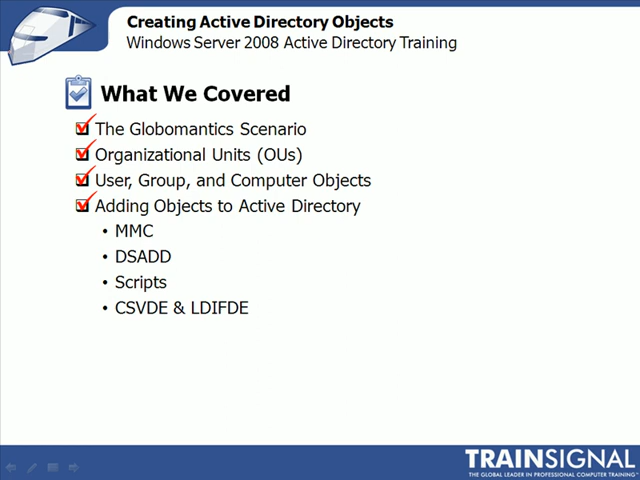 Creating Active Directory Objects
Windows Server 2008 Active Directory Training
What We Covered
The Globomantics Scenario
Organizational Units (OUs)
User, Group, and Computer Objects
Adding Objects to Active Directory
• MMC
• DSADD
• Scripts
• CSVDE & LDIFDE
TRAINSIGNAL
THE GLOBAL LEADER IN PROFESSIONAL COMPUTER TRAINING